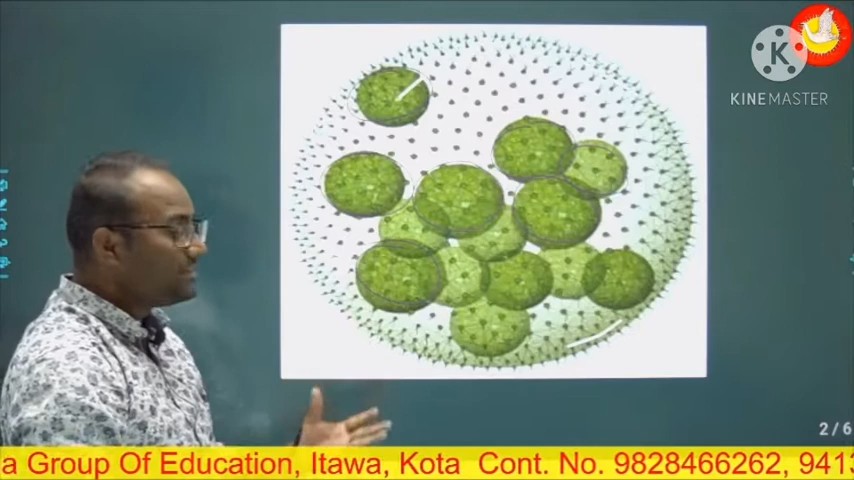 KINEMASTER
2/6
a Group Of Education, Itawa, Kota Cont. No. 9828466262, 9413